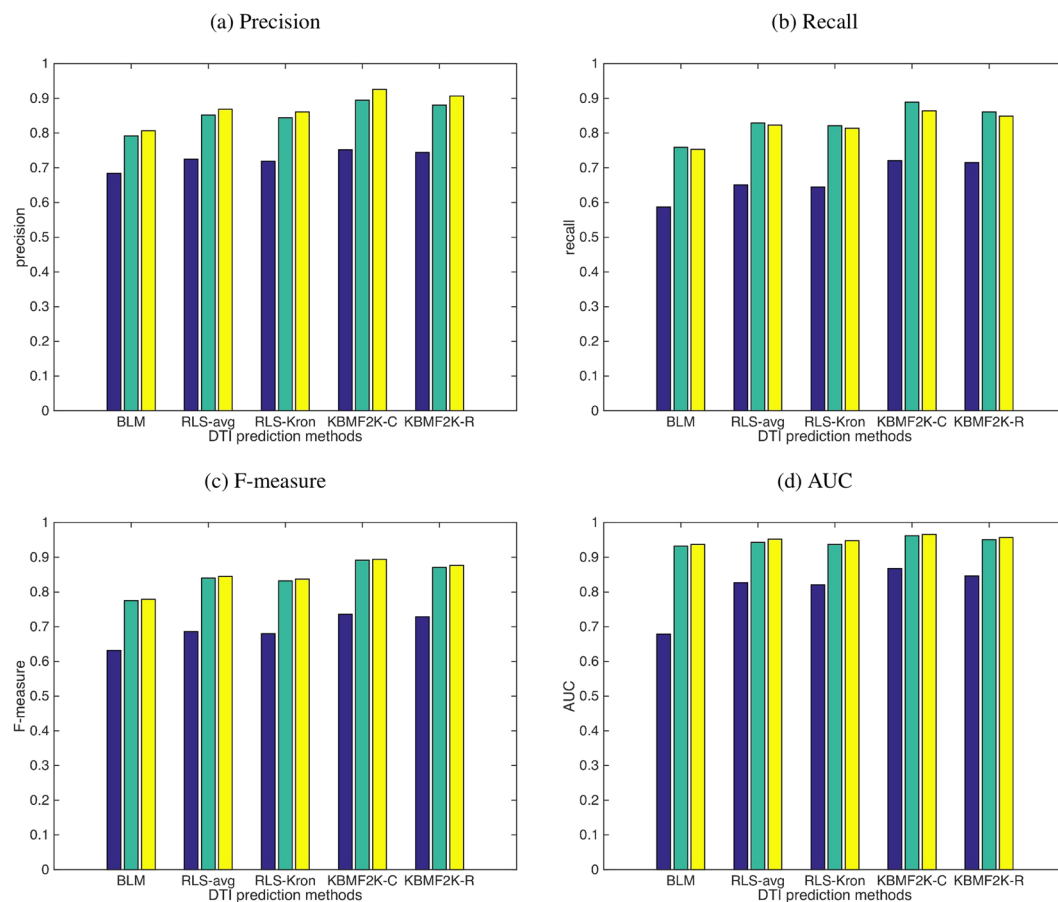 (a) Precision
1
0.9
0.8
0.7
0.6
0.5
0.4
0.3
0.2
0.1
0
precision
BLM RLS-avg RLS-Kron KBMF2K-C KBMF2K-R
DTI prediction methods
(b) Recall
1
0.9
0.8
0.7
0.6
0.5
0.4
0.3
0.2
0.1
0
recall
BLM RLS-avg RLS-Kron KBMF2K-C KBMF2K-R
DTI prediction methods
(c) F-measure
1
0.9
0.8
0.7
0.6
0.5
0.4
0.3
0.2
0.1
0
F-measure
BLM RLS-avg RLS-Kron KBMF2K-C KBMF2K-R
DTI prediction methods
(d) AUC
1
0.9
0.8
0.7
0.6
0.5
0.4
0.3
0.2
0.1
0
AUC
BLM RLS-avg RLS-Kron KBMF2K-C KBMF2K-R
DTI prediction methods